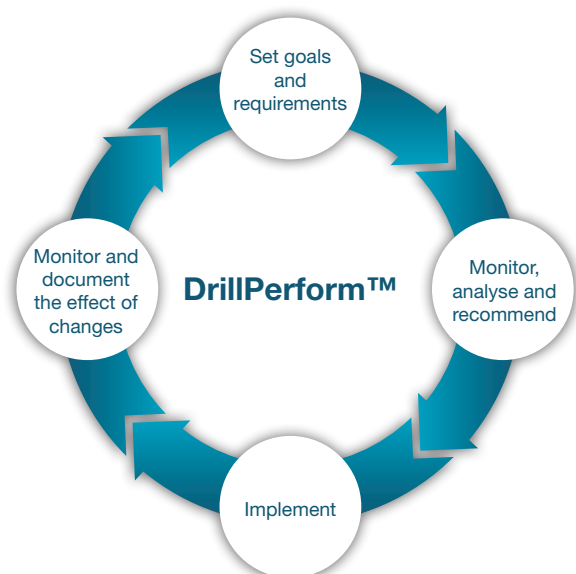 Set goals
and
requirements
Monitor,
analyse and
recommend
Implement
Monitor and
document
the effect of
changes
DrillPerform™